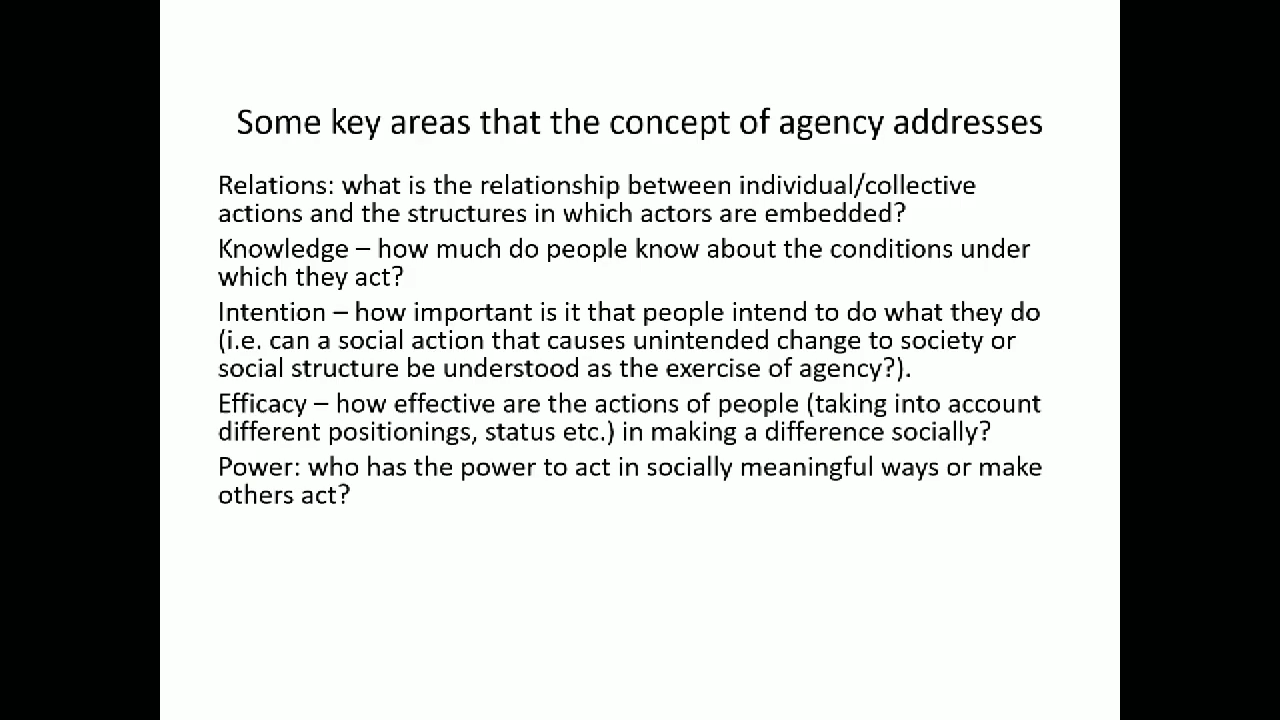 Some key areas that the concept of agency addresses
Relations: what is the relationship between individual/collective
actions and the structures in which actors are embedded?
Knowledge – how much do people know about the conditions under
which they act?
Intention – how important is it that people intend to do what they do
(i.e. can a social action that causes unintended change to society or
social structure be understood as the exercise of agency?).
Efficacy – how effective are the actions of people (taking into account
different positionings, status etc.) in making a difference socially?
Power: who has the power to act in socially meaningful ways or make
others act?